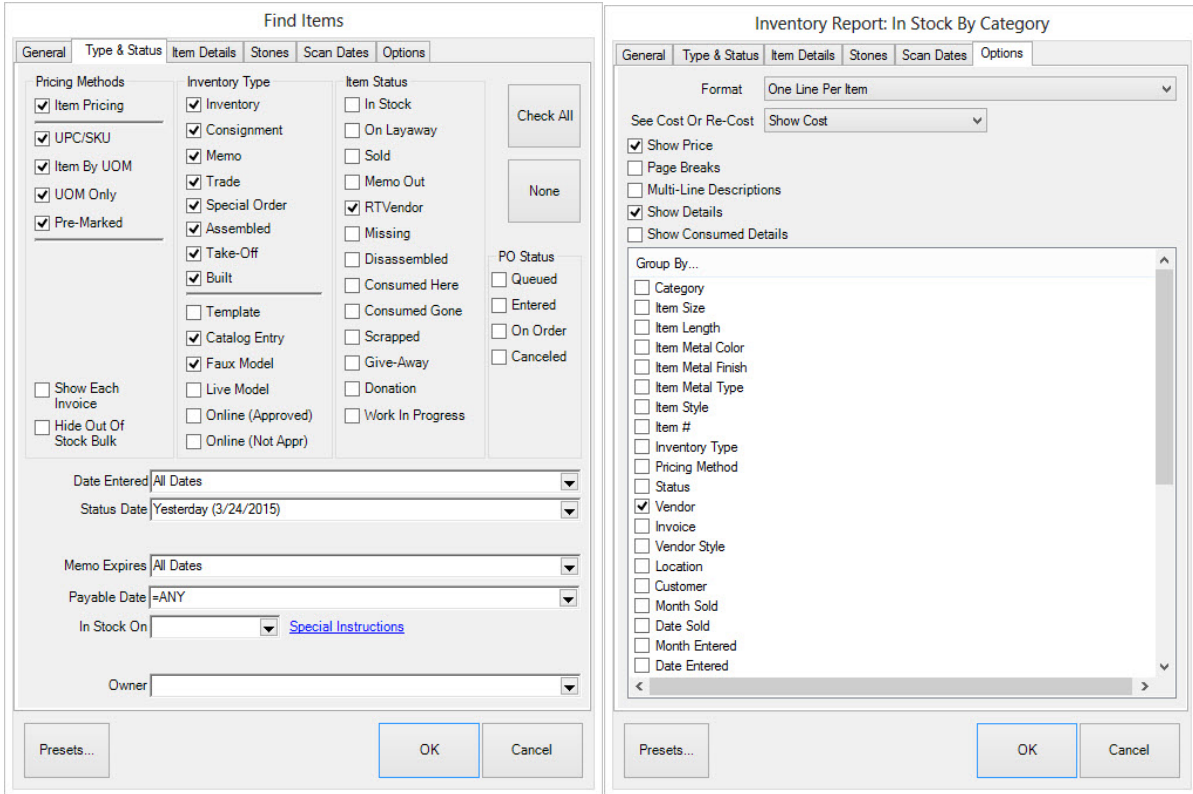 Find Items
General Type & Status Item Details Stones Scan Dates Options
Pricing Methods
Item Pricing
UPC/SKU
Item By UOM
UOM Only
Pre-Marked
Show Each
Invoice
Hide Out Of
Stock Bulk
Inventory Type
Inventory
Consignment
Memo
Trade
Special Order
Assembled
Take-Off
Built
Template
Catalog Entry
Faux Model
Live Model
Online (Approved)
Online (Not Appr)
Item Status
In Stock
On Layaway
Sold
Memo Out
RTVendor
Missing
Disassembled
Consumed Here
Consumed Gone
Scrapped
Give-Away
Donation
Work In Progress
Check All
None
PO Status
Queued
Entered
On Order
Canceled
Date Entered All Dates
Status Date Yesterday (3/24/2015)
Memo Expires All Dates
Payable Date =ANY
In Stock On Special Instructions
Owner
Presets... OK Cancel
Inventory Report: In Stock By Category
General Type & Status Item Details Stones Scan Dates Options
Format One Line Per Item
See Cost Or Re-Cost Show Cost
Show Price
Page Breaks
Multi-Line Descriptions
Show Details
Show Consumed Details
Group By...
Category
Item Size
Item Length
Item Metal Color
Item Metal Finish
Item Metal Type
Item Style
Item #
Inventory Type
Pricing Method
Status
Vendor
Invoice
Vendor Style
Location
Customer
Month Sold
Date Sold
Month Entered
Date Entered
Presets... OK Cancel